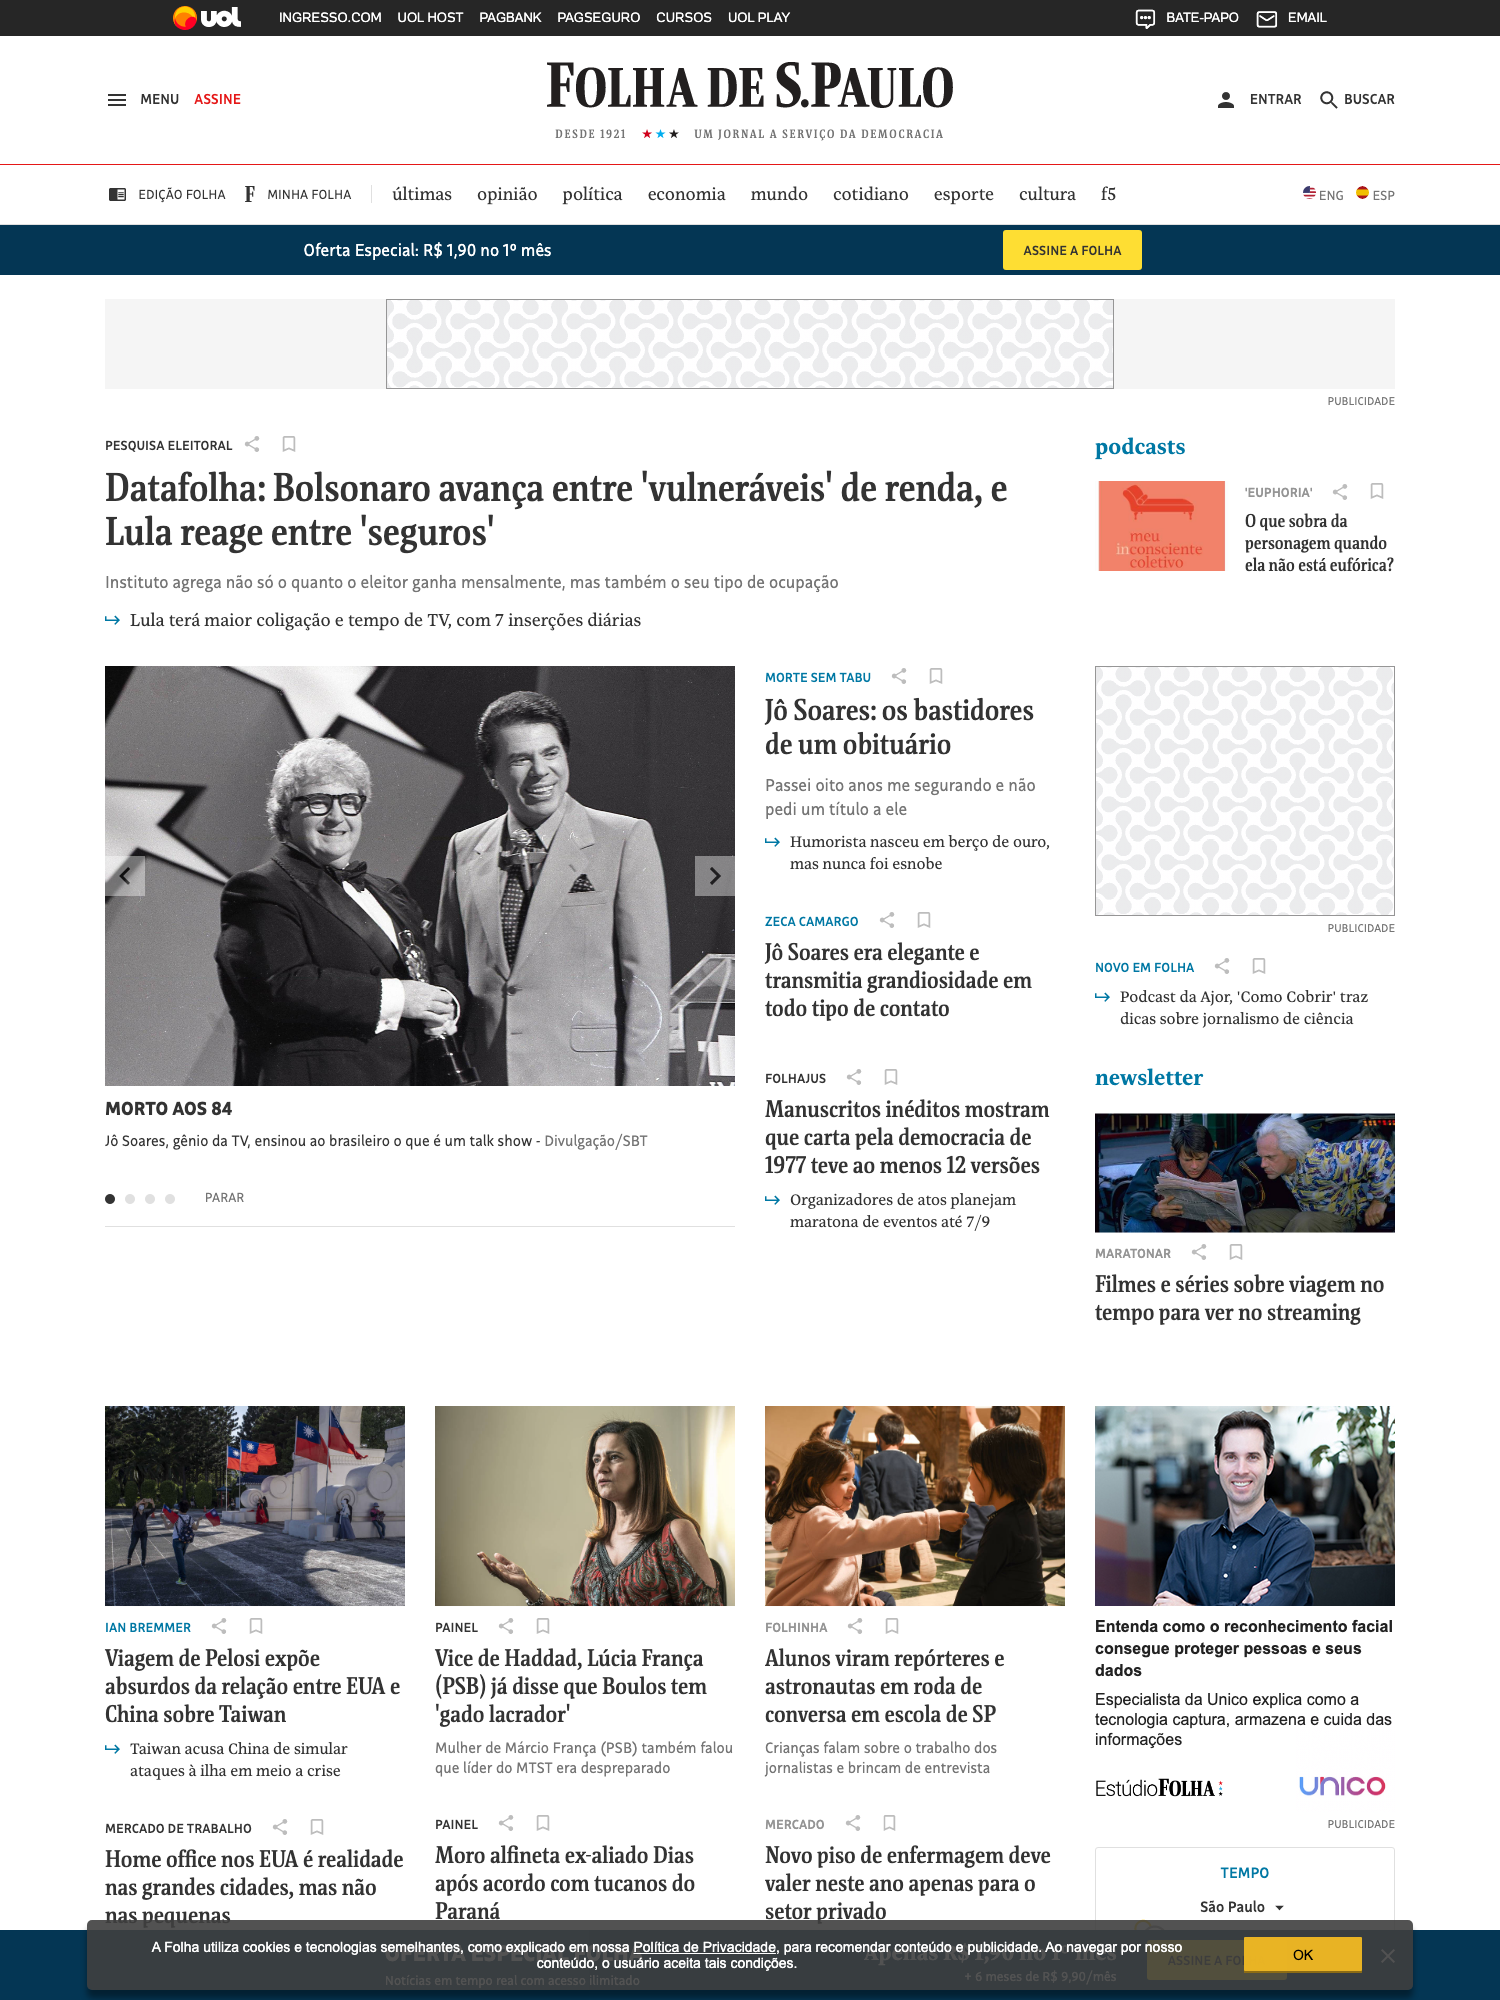 uol INGRESSO.COM UOL HOST PAGBANK PAGSEGURO CURSOS UOL PLAY BATE-PAPO EMAIL
MENU ASSINE
FOLHA DE S.PAULO
ENTRAR BUSCAR
DESDE 1921 ★★★ UM JORNAL A SERVIÇO DA DEMOCRACIA
EDIÇÃO FOLHA F MINHA FOLHA últimas opinião política economia mundo cotidiano esporte cultura f5 ENG ESP
Oferta Especial: R$ 1,90 no 1º mês ASSINE A FOLHA
PUBLICIDADE
PESQUISA ELEITORAL
Datafolha: Bolsonaro avança entre 'vulneráveis' de renda, e
Lula reage entre 'seguros'
Instituto agrega não só o quanto o eleitor ganha mensalmente, mas também o seu tipo de ocupação
Lula terá maior coligação e tempo de TV, com 7 inserções diárias
podcasts
meu
inconsciente
coletivo
'EUPHORIA'
O que sobra da
personagem quando
ela não está eufórica?
MORTO AOS 84
Jô Soares, gênio da TV, ensinou ao brasileiro o que é um talk show - Divulgação/SBT
PARAR
MORTE SEM TABU
Jô Soares: os bastidores
de um obituário
Passei oito anos me segurando e não
pedi um título a ele
Humorista nasceu em berço de ouro,
mas nunca foi esnobe
ZECA CAMARGO
Jô Soares era elegante e
transmitia grandiosidade em
todo tipo de contato
FOLHAJUS
Manuscritos inéditos mostram
que carta pela democracia de
1977 teve ao menos 12 versões
Organizadores de atos planejam
maratona de eventos até 7/9
PUBLICIDADE
NOVO EM FOLHA
Podcast da Ajor, 'Como Cobrir' traz
dicas sobre jornalismo de ciência
newsletter
MARATONAR
Filmes e séries sobre viagem no
tempo para ver no streaming
IAN BREMMER
Viagem de Pelosi expõe
absurdos da relação entre EUA e
China sobre Taiwan
Taiwan acusa China de simular
ataques à ilha em meio a crise
PAINEL
Vice de Haddad, Lúcia França
(PSB) já disse que Boulos tem
'gado lacrador'
Mulher de Márcio França (PSB) também falou
que líder do MTST era despreparado
FOLHINHA
Alunos viram repórteres e
astronautas em roda de
conversa em escola de SP
Crianças falam sobre o trabalho dos
jornalistas e brincam de entrevista
Entenda como o reconhecimento facial
consegue proteger pessoas e seus
dados
Especialista da Unico explica como a
tecnologia captura, armazena e cuida das
informações
EstúdioFOLHA unico
PUBLICIDADE
MERCADO DE TRABALHO
Home office nos EUA é realidade
nas grandes cidades, mas não
nas pequenas
PAINEL
Moro alfineta ex-aliado Dias
após acordo com tucanos do
Paraná
MERCADO
Novo piso de enfermagem deve
valer neste ano apenas para o
setor privado
TEMPO
São Paulo
A Folha utiliza cookies e tecnologias semelhantes, como explicado em nossa Política de Privacidade, para recomendar conteúdo e publicidade. Ao navegar por nosso
conteúdo, o usuário aceita tais condições.
OK
Notícias em tempo real com acesso ilimitado
Apenas R$ 1,90 no 1º mês
+ 6 meses de R$ 9,90/mês
ASSINE A FO